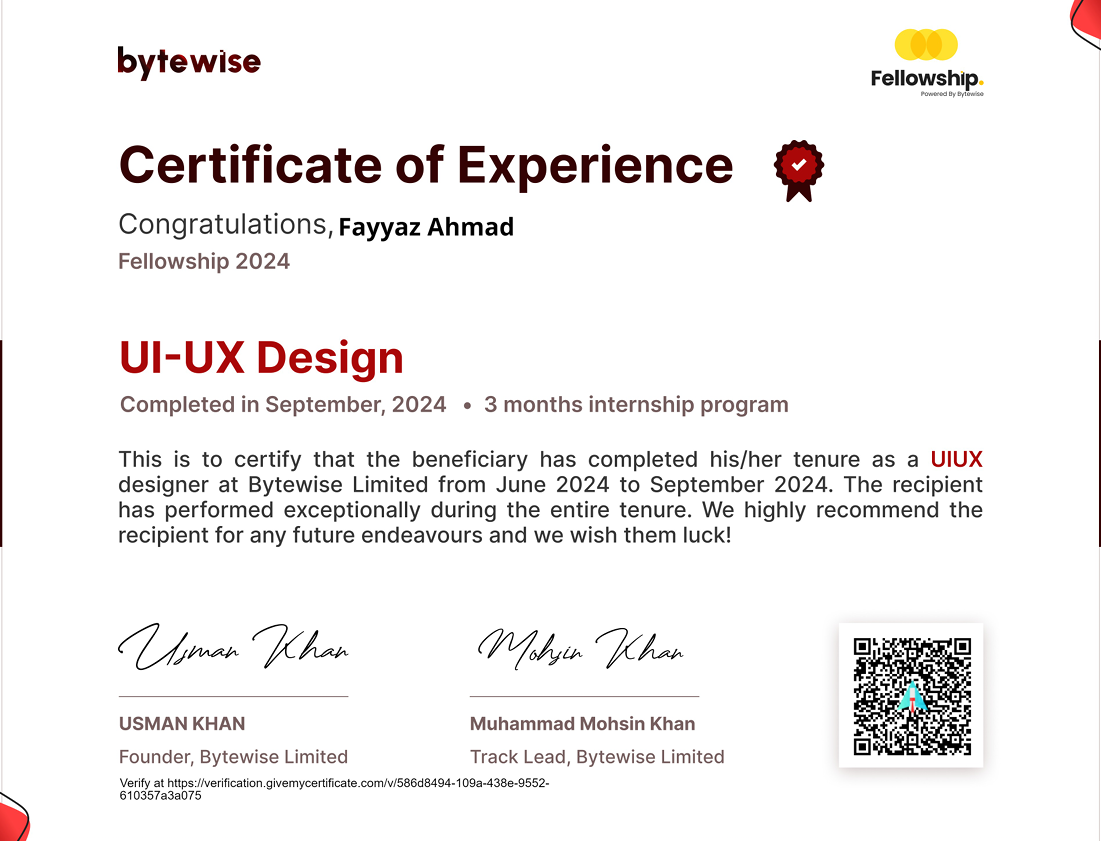 bytewise
Fellowship.
Powered By Bytewise
Certificate of Experience
Congratulations, Fayyaz Ahmad
Fellowship 2024
UI-UX Design
Completed in September, 2024 • 3 months internship program
This is to certify that the beneficiary has completed his/her tenure as a UIUX
designer at Bytewise Limited from June 2024 to September 2024. The recipient
has performed exceptionally during the entire tenure. We highly recommend the
recipient for any future endeavours and we wish them luck!
Usman Khan
Mohsin Khan
USMAN KHAN
Muhammad Mohsin Khan
Founder, Bytewise Limited
Track Lead, Bytewise Limited
Verify at https://verification.givemycertificate.com/v/586d8494-109a-438e-9552-
610357a3a075